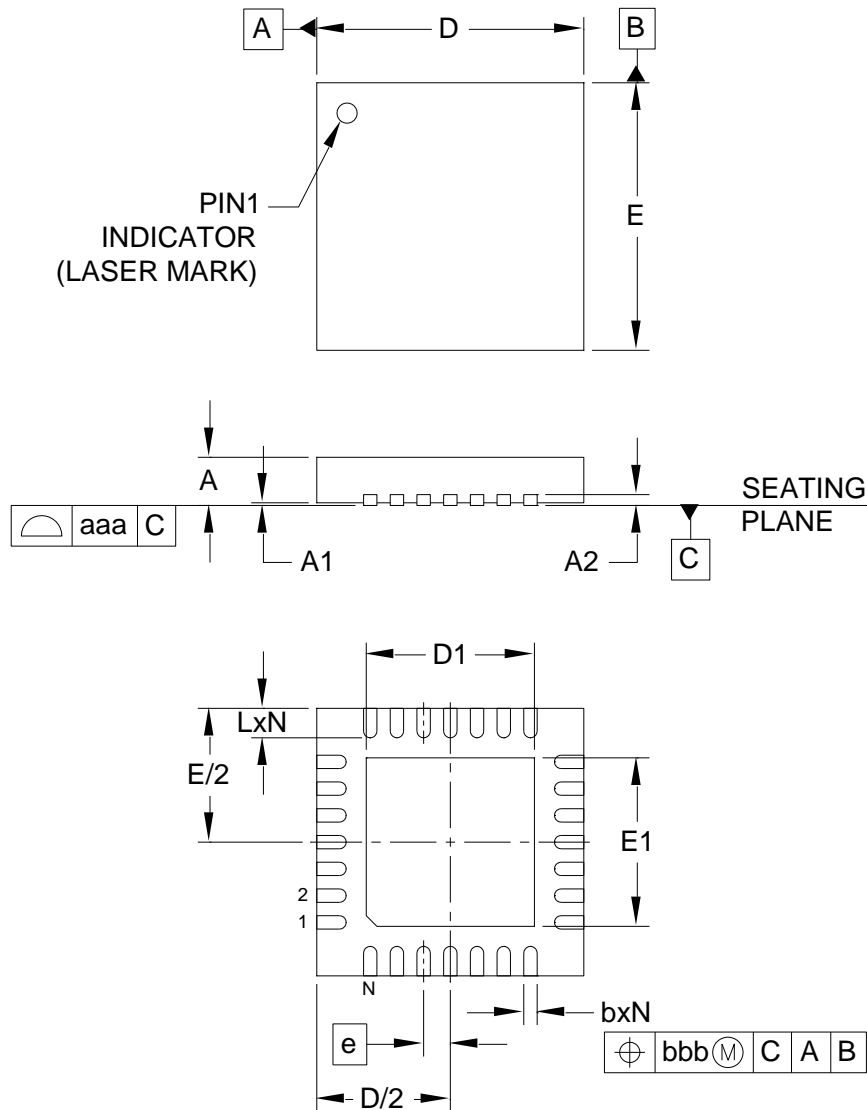 A D B
PIN1
INDICATOR
(LASER MARK)
E
A
SEATING
PLANE
aaa C
A1 A2 C
D1
LxN
E/2
E1
2
1
N
bxN
e
bbb Ⓜ C A B
D/2